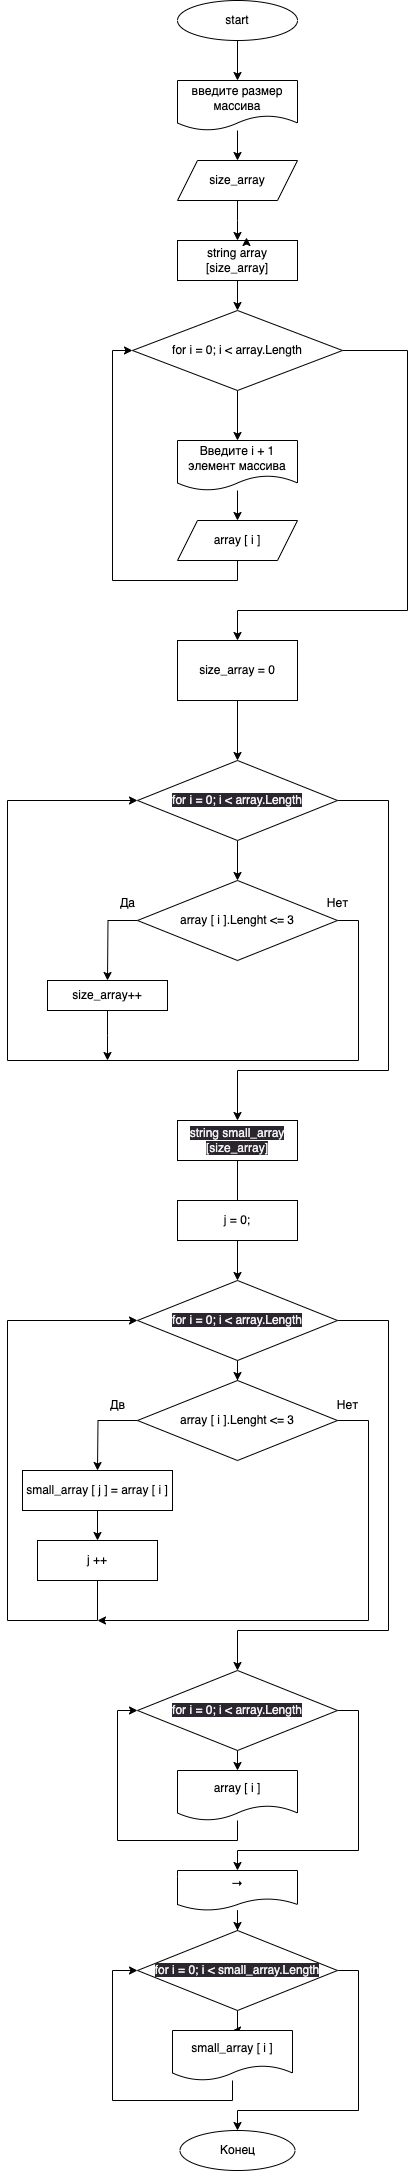 start
введите размер
массива
size_array
string array
[size_array]
for i = 0; i < array.Length
Введите i + 1
элемент массива
array [ i ]
size_array = 0
for i = 0; i < array.Length
array [ i ].Lenght <= 3
Да
Нет
size_array++
string small_array
[size_array]
j = 0;
for i = 0; i < array.Length
array [ i ].Lenght <= 3
Дв
Нет
small_array [ j ] = array [ i ]
j ++
for i = 0; i < array.Length
array [ i ]
→
for i = 0; i < small_array.Length
small_array [ i ]
Конец